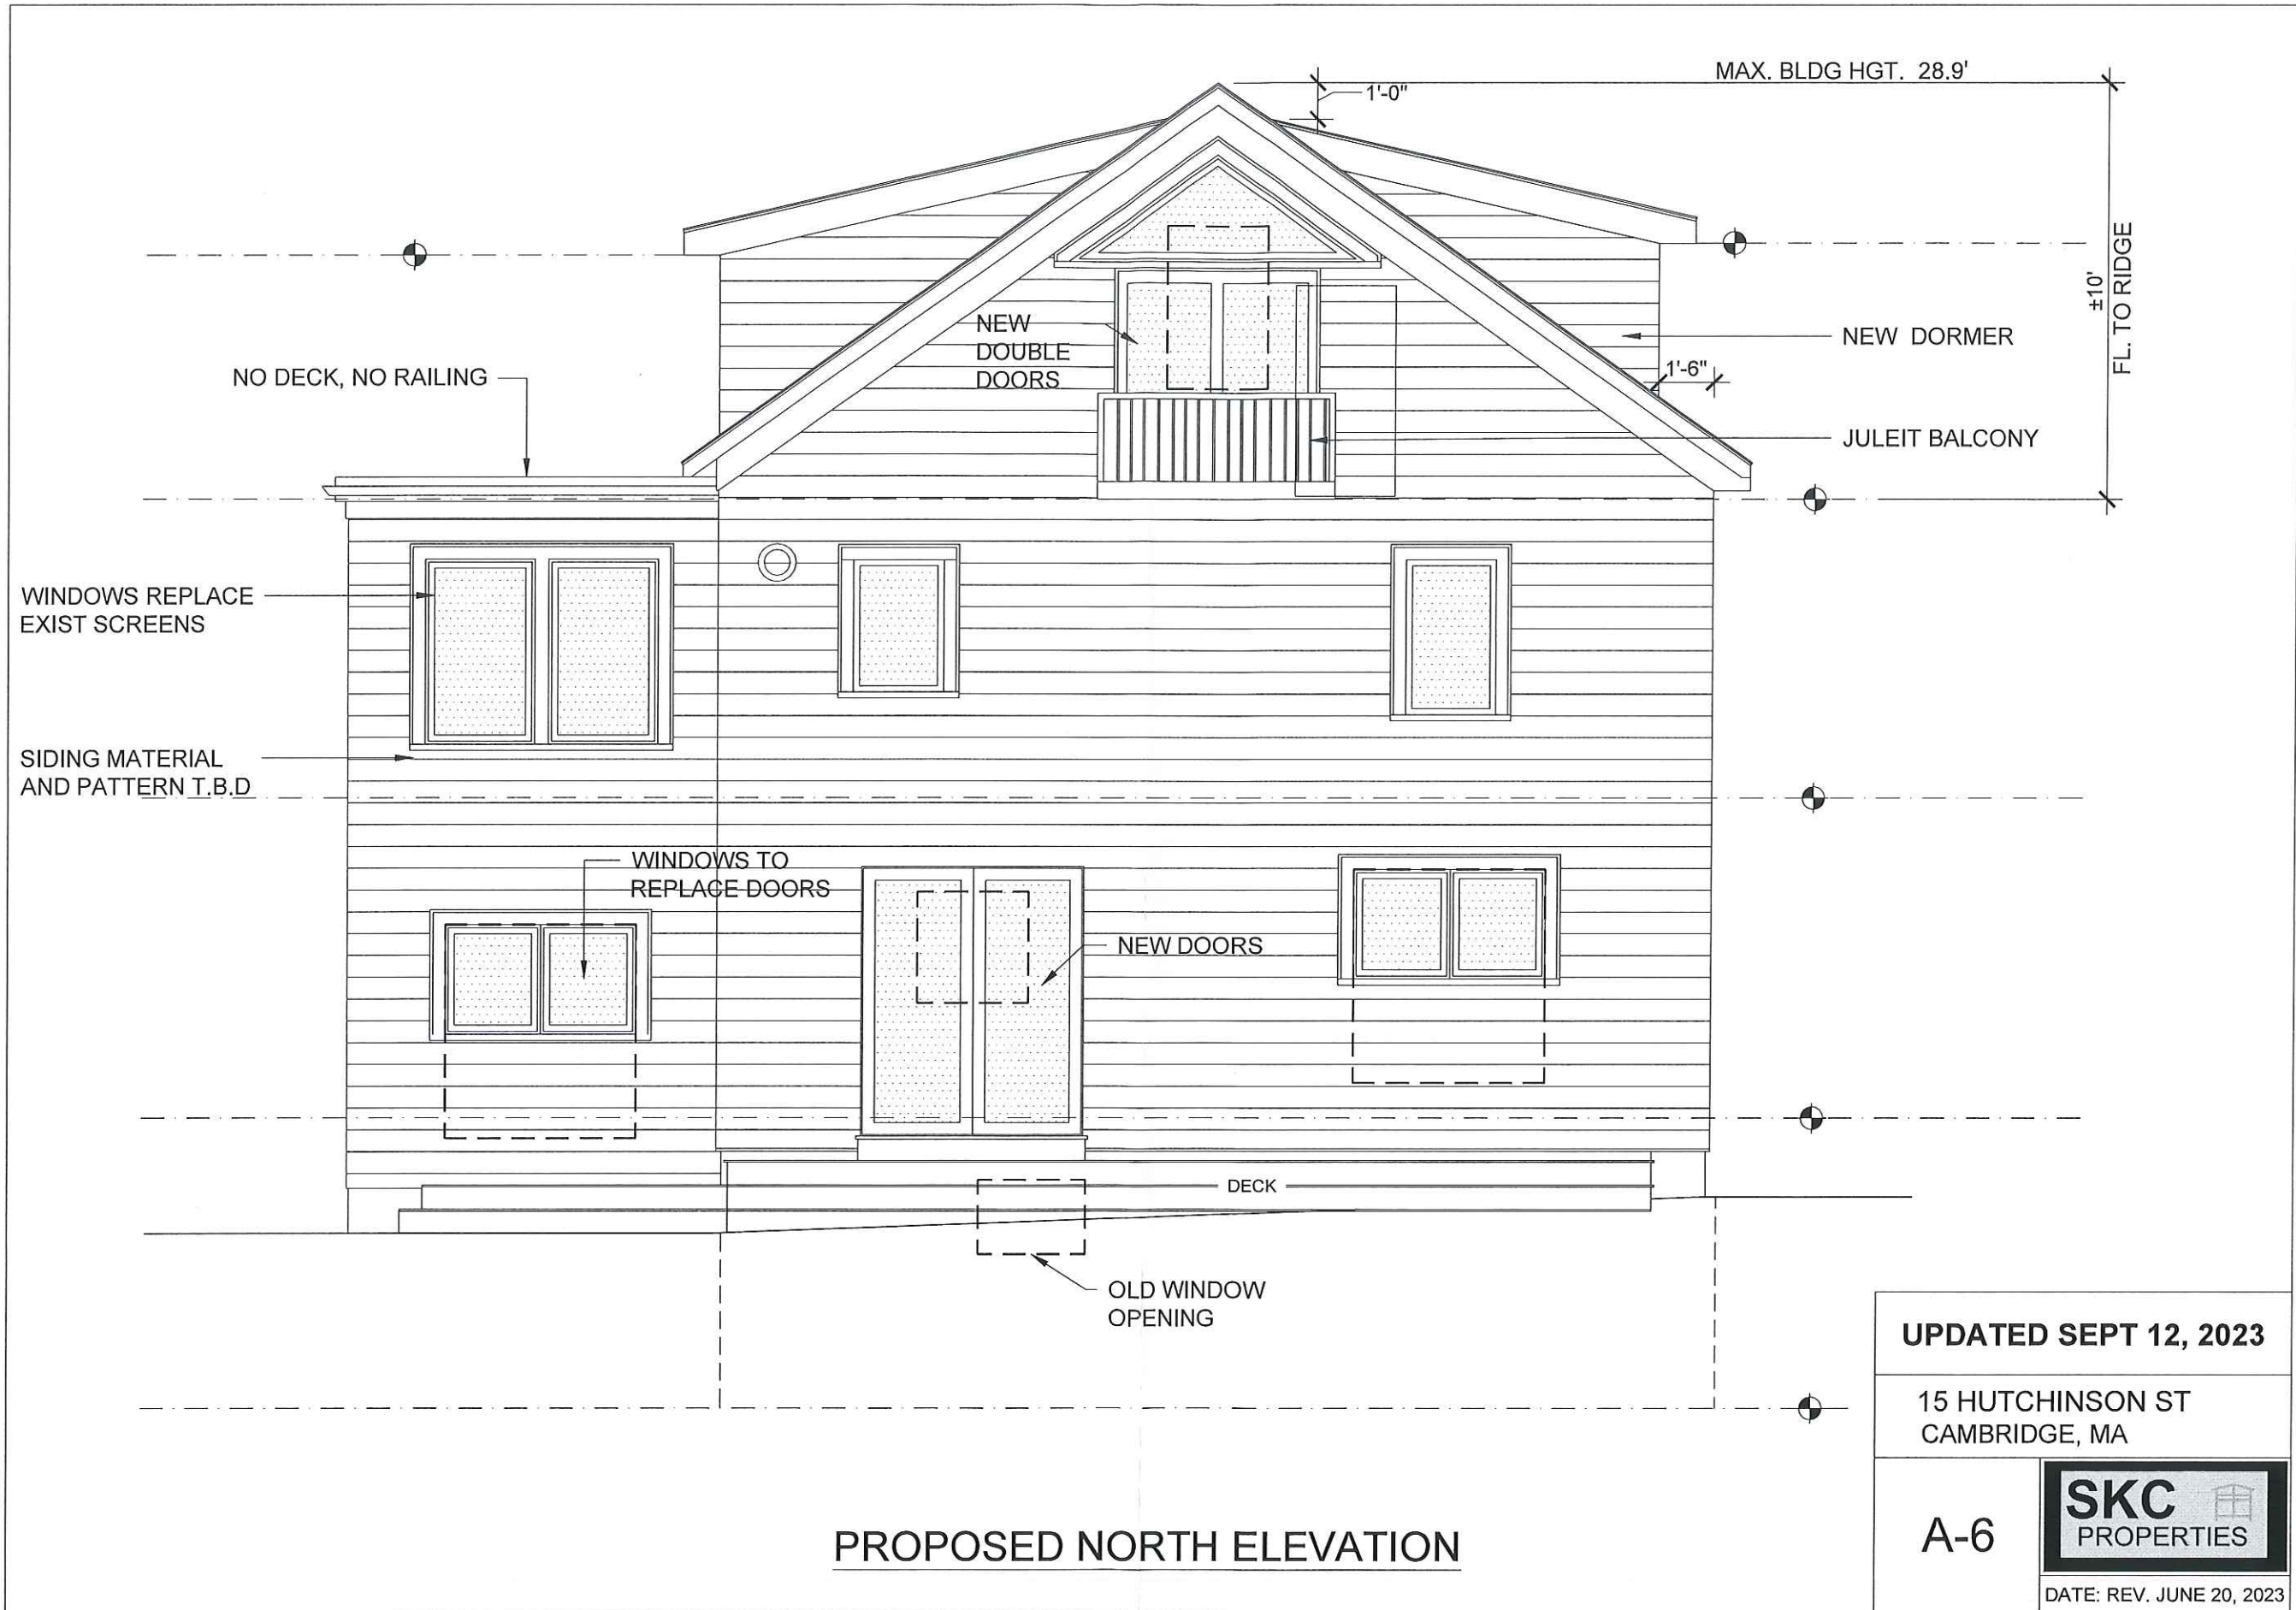 MAX. BLDG HGT. 28.9'
1'-0"
±10'
FL. TO RIDGE
NEW
DOUBLE
DOORS
NEW DORMER
1'-6"
NO DECK, NO RAILING
JULEIT BALCONY
WINDOWS REPLACE
EXIST SCREENS
SIDING MATERIAL
AND PATTERN T.B.D
WINDOWS TO
REPLACE DOORS
NEW DOORS
DECK
OLD WINDOW
OPENING
PROPOSED NORTH ELEVATION
UPDATED SEPT 12, 2023
15 HUTCHINSON ST
CAMBRIDGE, MA
A-6
SKC
PROPERTIES
DATE: REV. JUNE 20, 2023